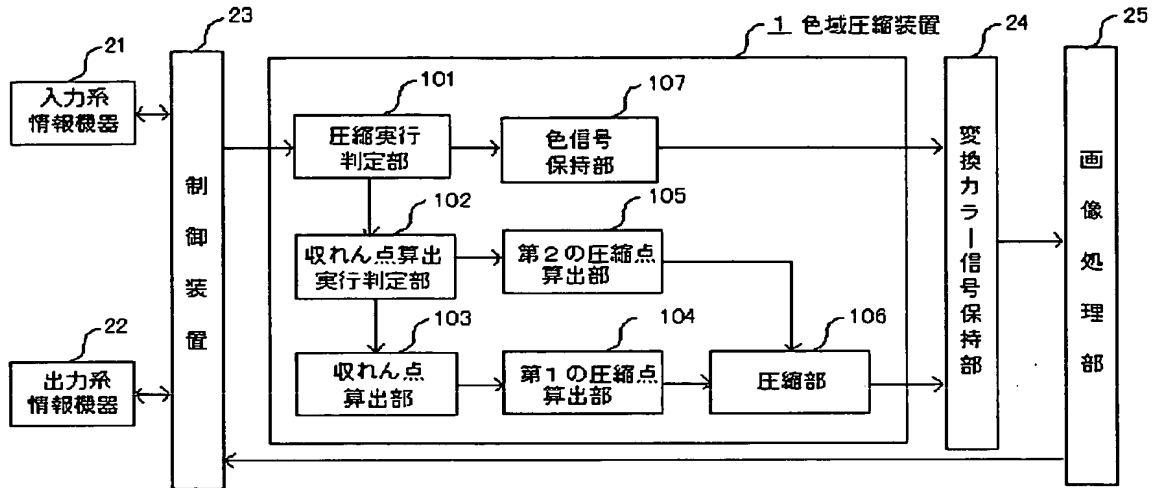 23
1 色域圧縮装置
24
25
21
入力系
情報機器
101
圧縮実行
判定部
107
色信号
保持部
制御装置
変換カラー信号保持部
画像処理部
102
収れん点算出
実行判定部
105
第2の圧縮点
算出部
22
出力系
情報機器
103
収れん点
算出部
104
第1の圧縮点
算出部
106
圧縮部